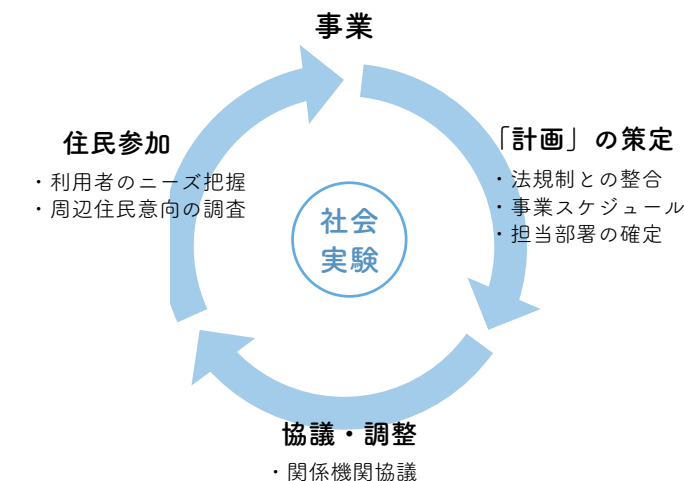 事業
住民参加
・利用者のニーズ把握
・周辺住民意向の調査
「計画」の策定
・法規制との整合
・事業スケジュール
・担当部署の確定
社会
実験
協議・調整
・関係機関協議